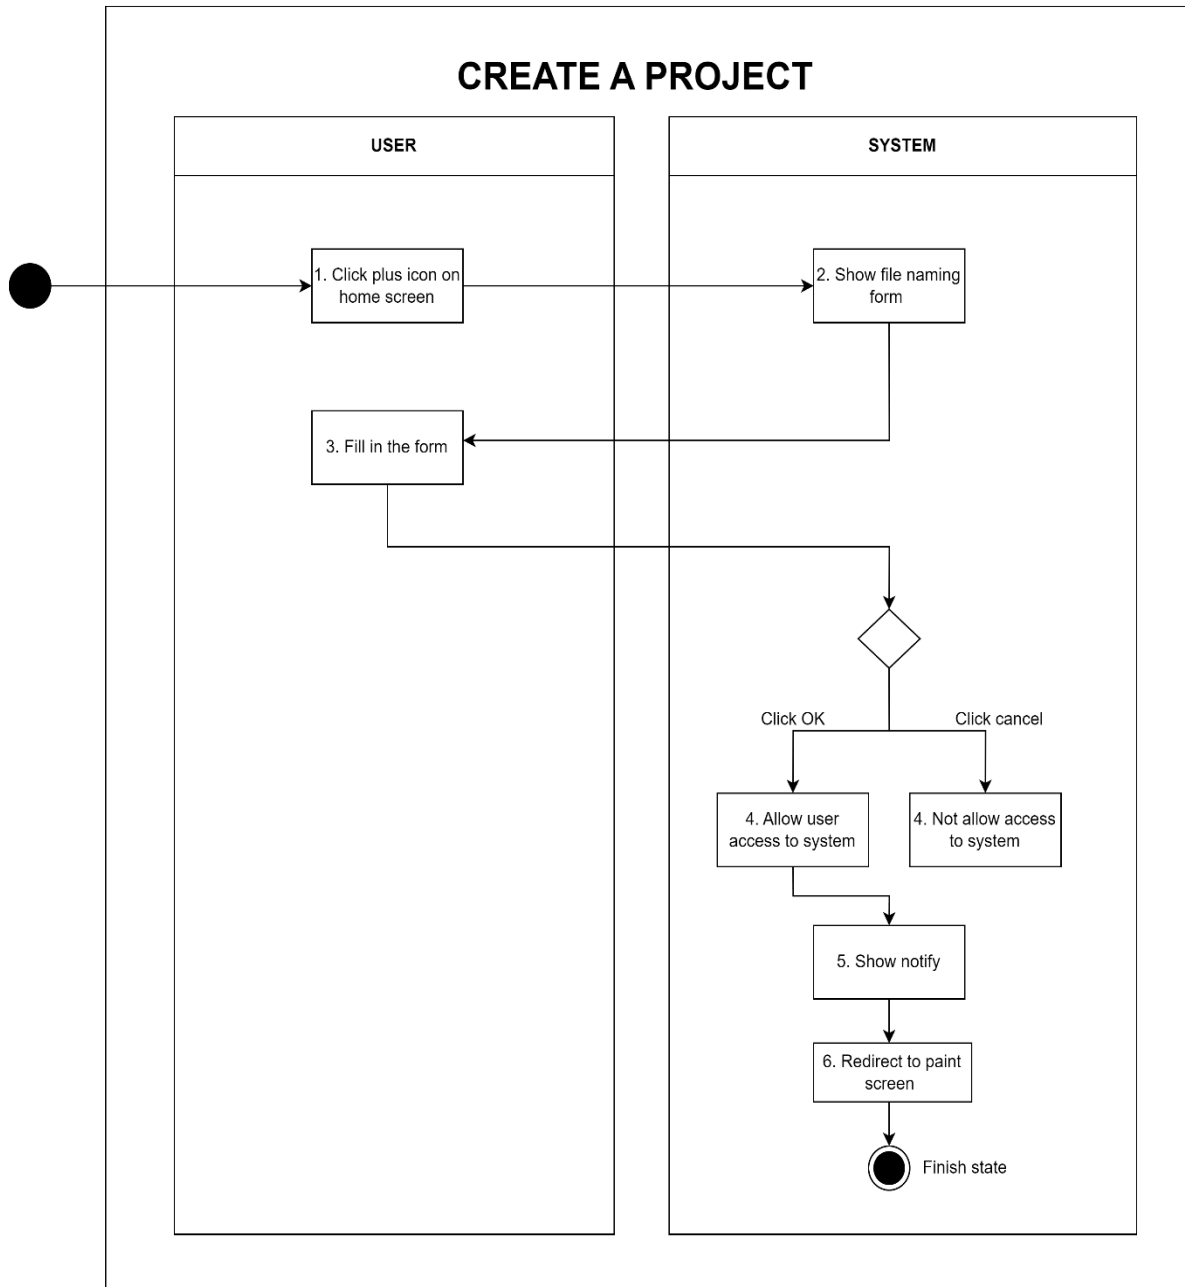 CREATE A PROJECT
USER
SYSTEM
1. Click plus icon on
home screen
2. Show file naming
form
3. Fill in the form
Click OK
Click cancel
4. Allow user
access to system
4. Not allow access
to system
5. Show notify
6. Redirect to paint
screen
Finish state